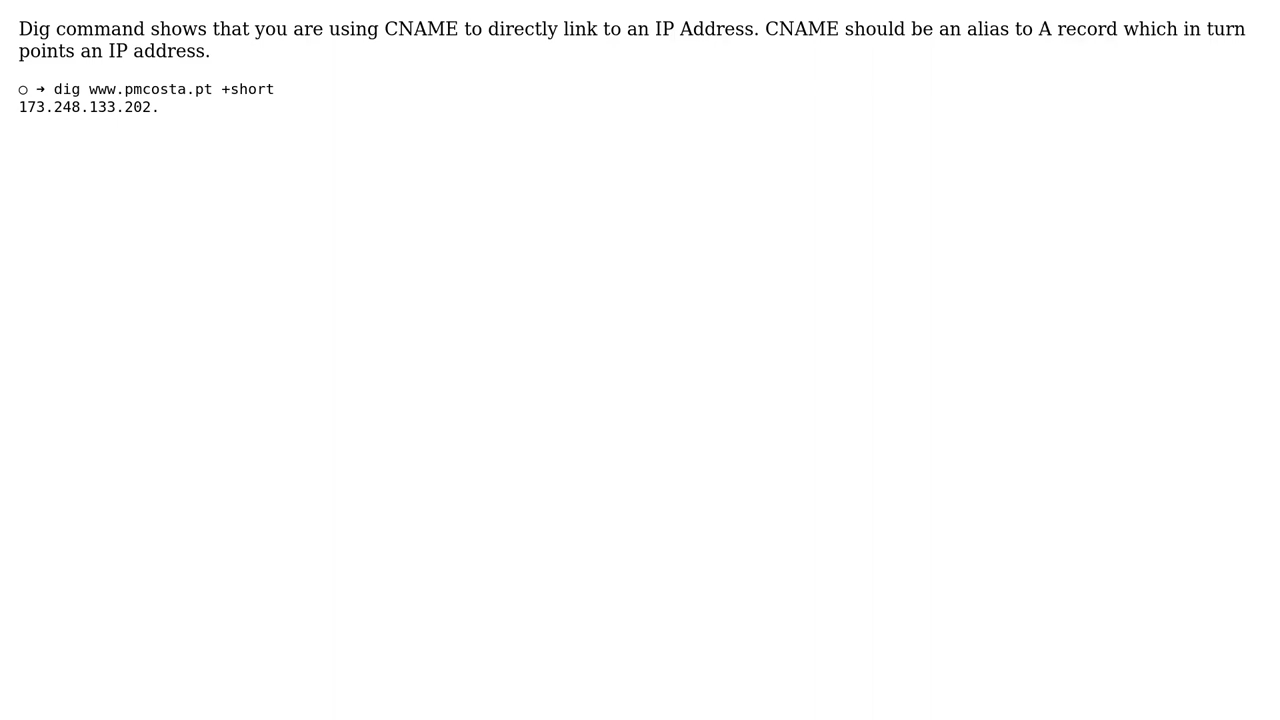 Dig command shows that you are using CNAME to directly link to an IP Address. CNAME should be an alias to A record which in turn
points an IP address.
○ → dig www.pmcosta.pt +short
173.248.133.202.